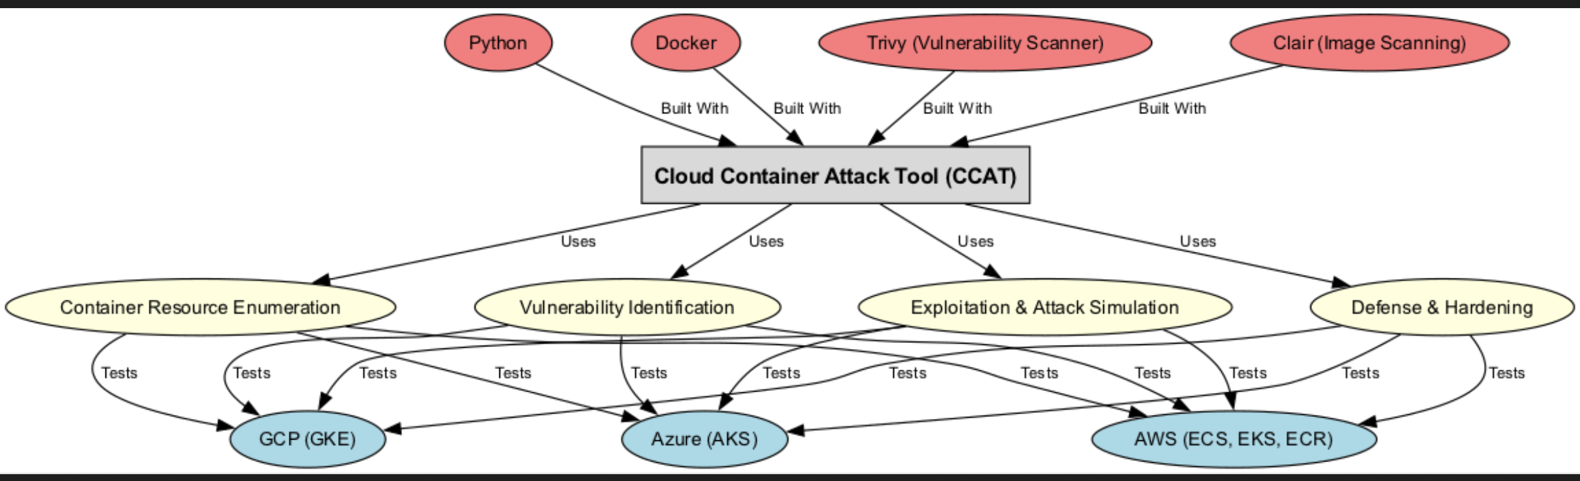 Python
Docker
Trivy (Vulnerability Scanner)
Clair (Image Scanning)
Built With
Built With
Built With
Built With
Cloud Container Attack Tool (CCAT)
Uses
Uses
Uses
Uses
Container Resource Enumeration
Vulnerability Identification
Exploitation & Attack Simulation
Defense & Hardening
Tests
Tests
Tests
Tests
Tests
Tests
Tests
Tests
Tests
Tests
Tests
GCP (GKE)
Azure (AKS)
AWS (ECS, EKS, ECR)